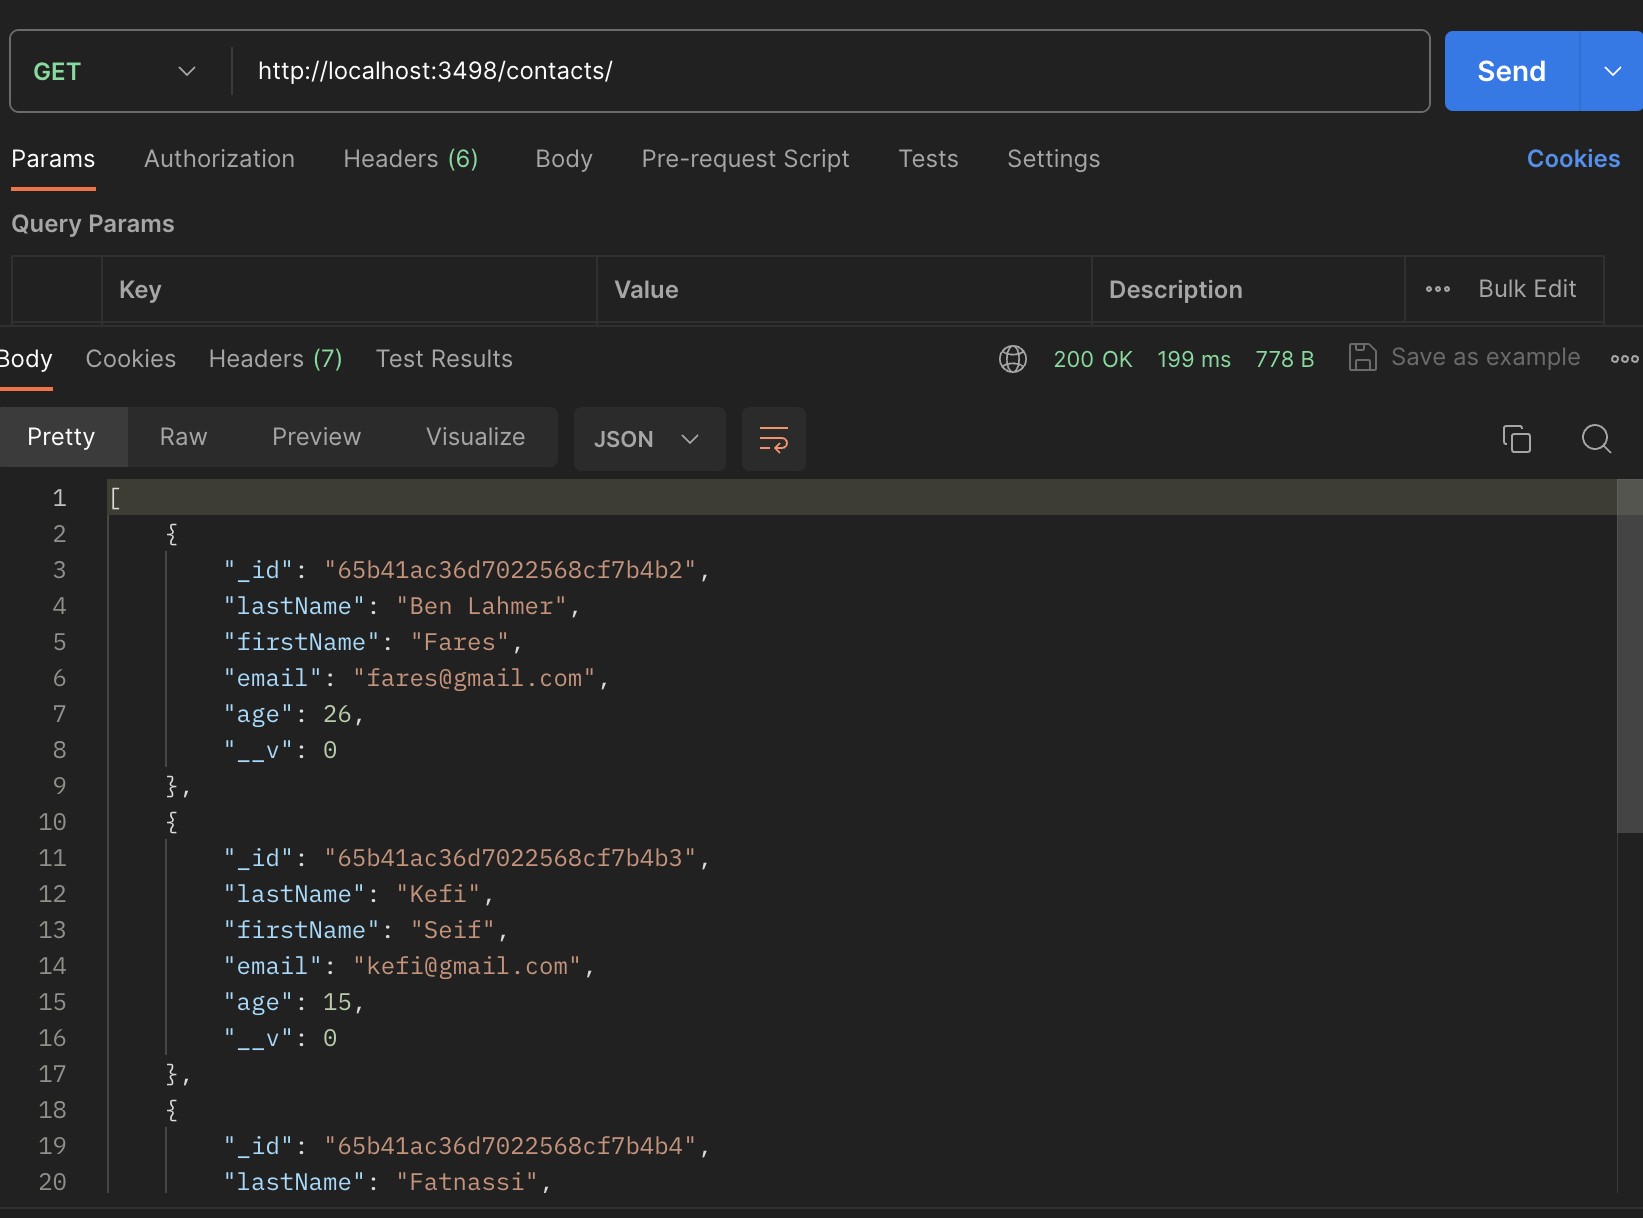 GET http://localhost:3498/contacts/ Send
Params Authorization Headers (6) Body Pre-request Script Tests Settings Cookies
Query Params
Key Value Description Bulk Edit
Body Cookies Headers (7) Test Results 200 OK 199 ms 778 B Save as example
Pretty Raw Preview Visualize JSON
1 [
2 {
3 "_id": "65b41ac36d7022568cf7b4b2",
4 "lastName": "Ben Lahmer",
5 "firstName": "Fares",
6 "email": "fares@gmail.com",
7 "age": 26,
8 "__v": 0
9 },
10 {
11 "_id": "65b41ac36d7022568cf7b4b3",
12 "lastName": "Kefi",
13 "firstName": "Seif",
14 "email": "kefi@gmail.com",
15 "age": 15,
16 "__v": 0
17 },
18 {
19 "_id": "65b41ac36d7022568cf7b4b4",
20 "lastName": "Fatnassi",